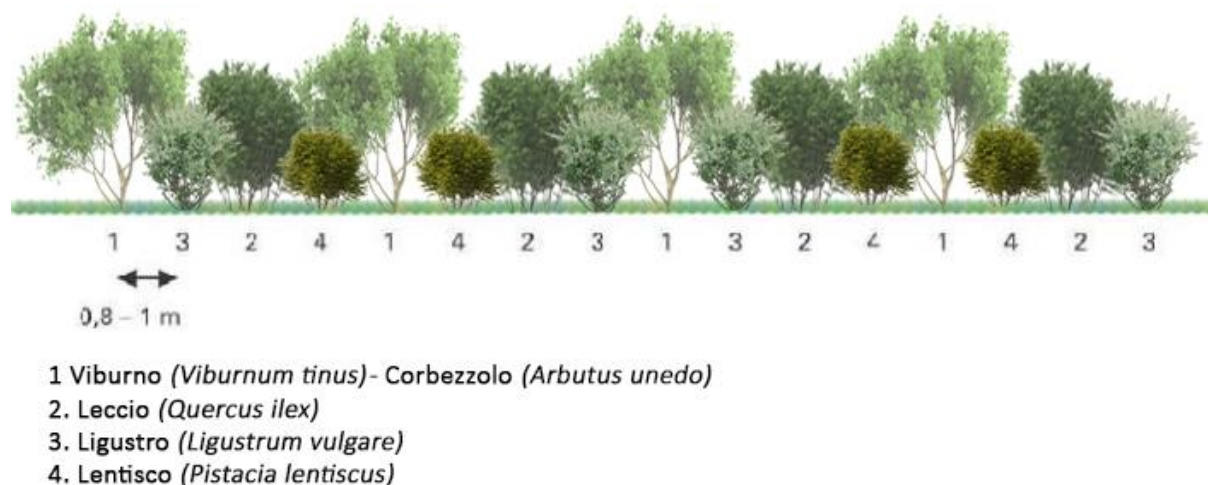 1 3 2 4 1 4 2 3 1 3 2 4 1 4 2 3
0,8 – 1 m
1 Viburno (Viburnum tinus) - Corbezzolo (Arbutus unedo)
2. Leccio (Quercus ilex)
3. Ligustro (Ligustrum vulgare)
4. Lentisco (Pistacia lentiscus)